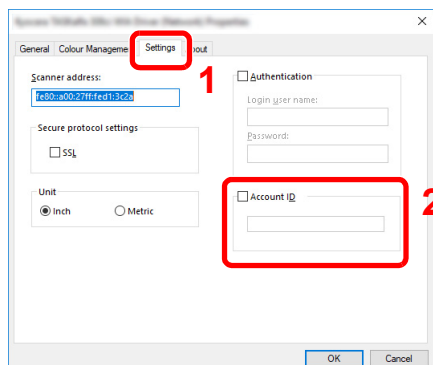 General Colour Manageme Settings out
1
Scanner address:
fe80::a00:27ff:fed1:3c2a
Secure protocol settings
SSL
Unit
Inch Metric
Authentication
Login user name:
Password:
Account ID
2
OK Cancel